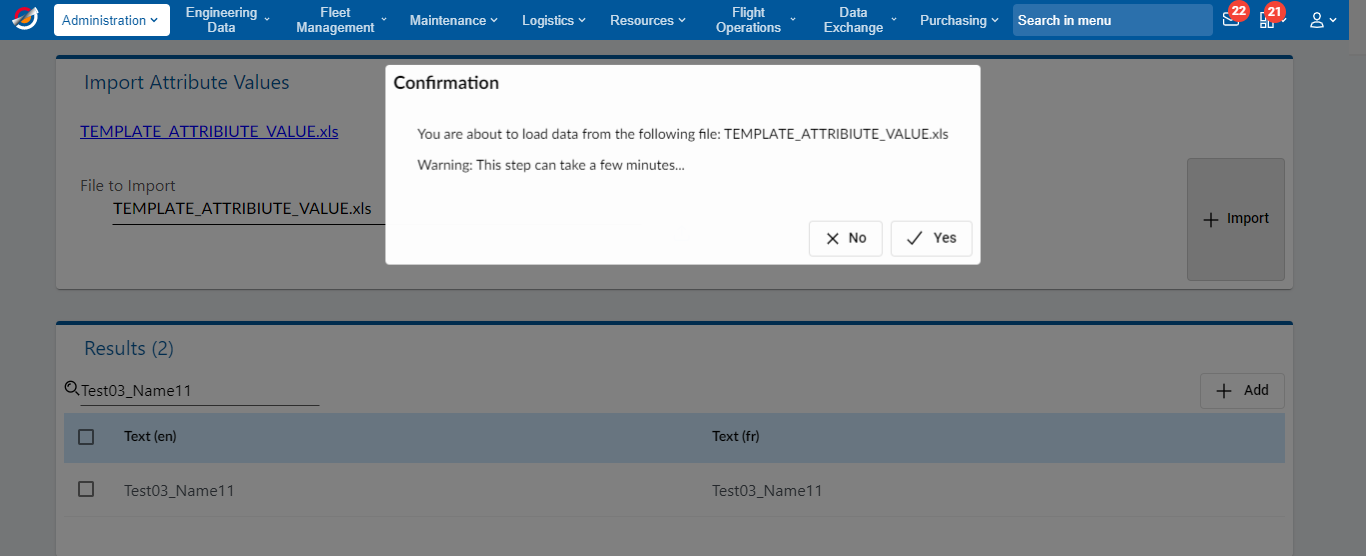 Administration
Engineering
Data
Fleet
Management
Maintenance
Logistics
Resources
Flight
Operations
Data
Exchange
Purchasing
Search in menu
22
21
Import Attribute Values
TEMPLATE_ATTRIBIUTE_VALUE.xls
File to Import
TEMPLATE_ATTRIBIUTE_VALUE.xls
Import
Confirmation
You are about to load data from the following file: TEMPLATE_ATTRIBIUTE_VALUE.xls
Warning: This step can take a few minutes...
No
Yes
Results (2)
Test03_Name11
Add
Text (en) Text (fr)
Test03_Name11 Test03_Name11